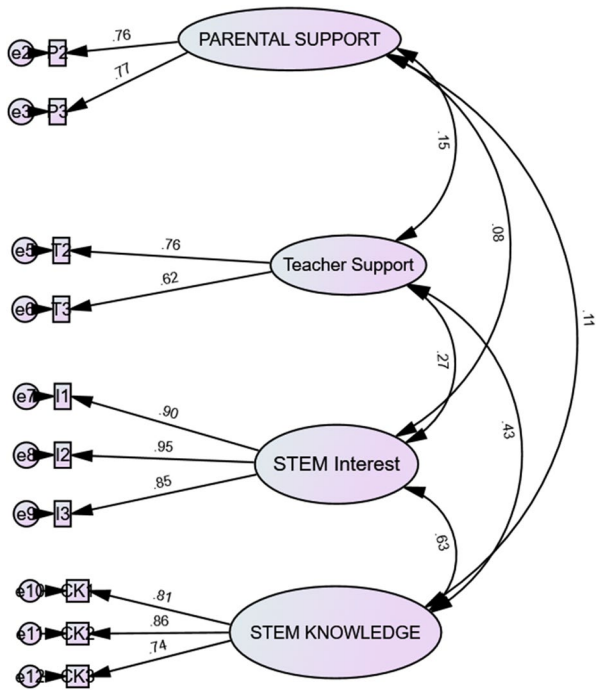 PARENTAL SUPPORT
.76
e2 P2
.77
e3 P3
.15
.08
.11
Teacher Support
.76
e5 T2
.62
e6 T3
.27
.43
e7 I1
.90
e8 I2
.95
STEM Interest
.85
e9 I3
.63
e10 CK1
.81
e11 CK2
.86
STEM KNOWLEDGE
.74
e12 CK3